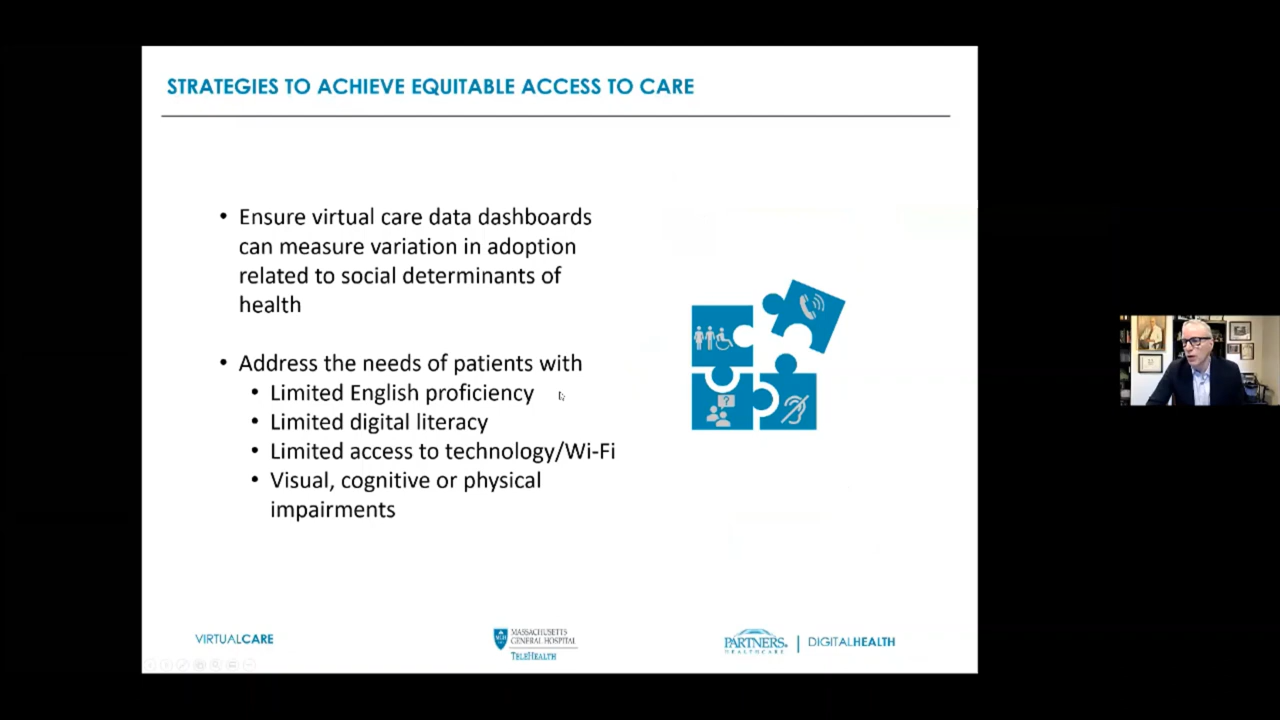 STRATEGIES TO ACHIEVE EQUITABLE ACCESS TO CARE
• Ensure virtual care data dashboards
can measure variation in adoption
related to social determinants of
health
• Address the needs of patients with
• Limited English proficiency
• Limited digital literacy
• Limited access to technology/Wi-Fi
• Visual, cognitive or physical
impairments
?
VIRTUALCARE
MASSACHUSETTS
GENERAL HOSPITAL
TELEHEALTH
PARTNERS.
HEALTHCARE
DIGITALHEALTH